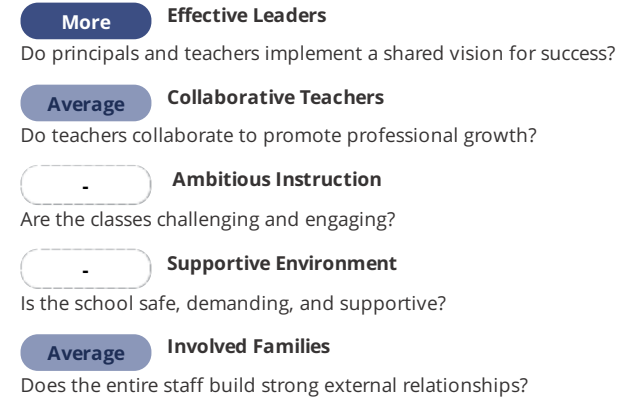 More Effective Leaders
Do principals and teachers implement a shared vision for success?
Average Collaborative Teachers
Do teachers collaborate to promote professional growth?
- Ambitious Instruction
Are the classes challenging and engaging?
- Supportive Environment
Is the school safe, demanding, and supportive?
Average Involved Families
Does the entire staff build strong external relationships?